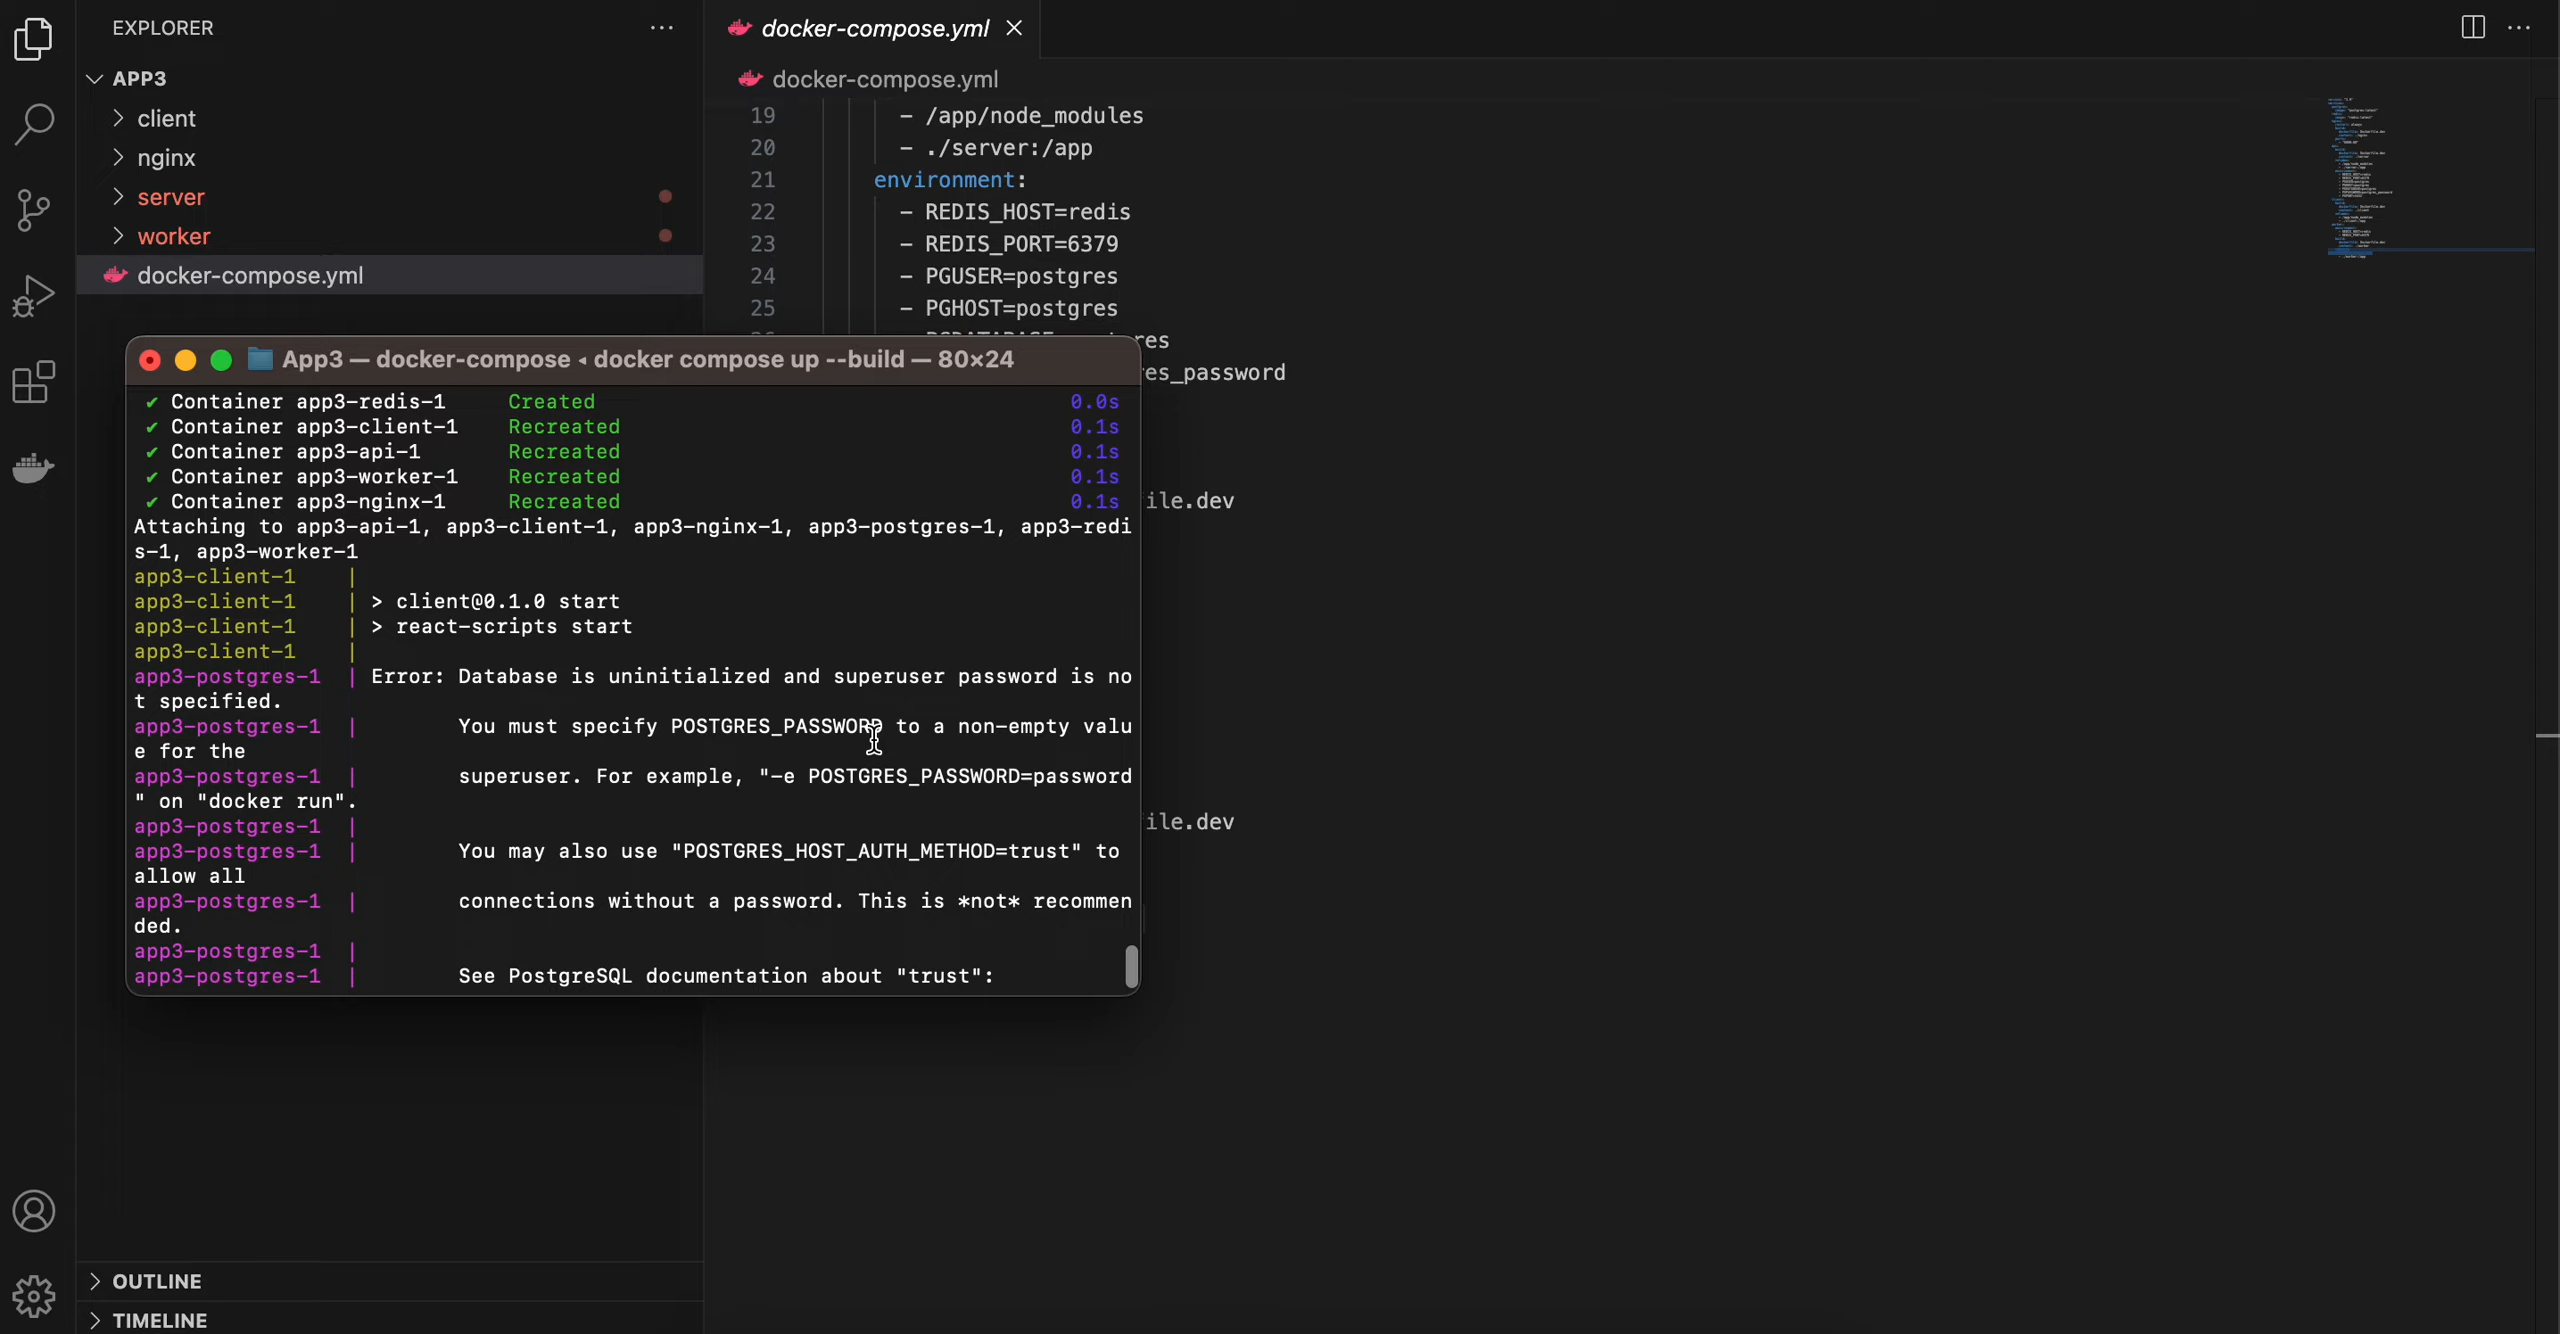 EXPLORER
APP3
client
nginx
server
worker
docker-compose.yml
docker-compose.yml
docker-compose.yml
19 - /app/node_modules
20 - ./server:/app
21 environment:
22 - REDIS_HOST=redis
23 - REDIS_PORT=6379
24 - PGUSER=postgres
25 - PGHOST=postgres
res
res_password
ile.dev
ile.dev
App3 — docker-compose ◂ docker compose up --build — 80×24
✔ Container app3-redis-1 Created 0.0s
✔ Container app3-client-1 Recreated 0.1s
✔ Container app3-api-1 Recreated 0.1s
✔ Container app3-worker-1 Recreated 0.1s
✔ Container app3-nginx-1 Recreated 0.1s
Attaching to app3-api-1, app3-client-1, app3-nginx-1, app3-postgres-1, app3-redi
s-1, app3-worker-1
app3-client-1 |
app3-client-1 | > client@0.1.0 start
app3-client-1 | > react-scripts start
app3-client-1 |
app3-postgres-1 | Error: Database is uninitialized and superuser password is no
t specified.
app3-postgres-1 | You must specify POSTGRES_PASSWORD to a non-empty valu
e for the
app3-postgres-1 | superuser. For example, "-e POSTGRES_PASSWORD=password
" on "docker run".
app3-postgres-1 |
app3-postgres-1 | You may also use "POSTGRES_HOST_AUTH_METHOD=trust" to
allow all
app3-postgres-1 | connections without a password. This is *not* recommen
ded.
app3-postgres-1 |
app3-postgres-1 | See PostgreSQL documentation about "trust":
OUTLINE
TIMELINE